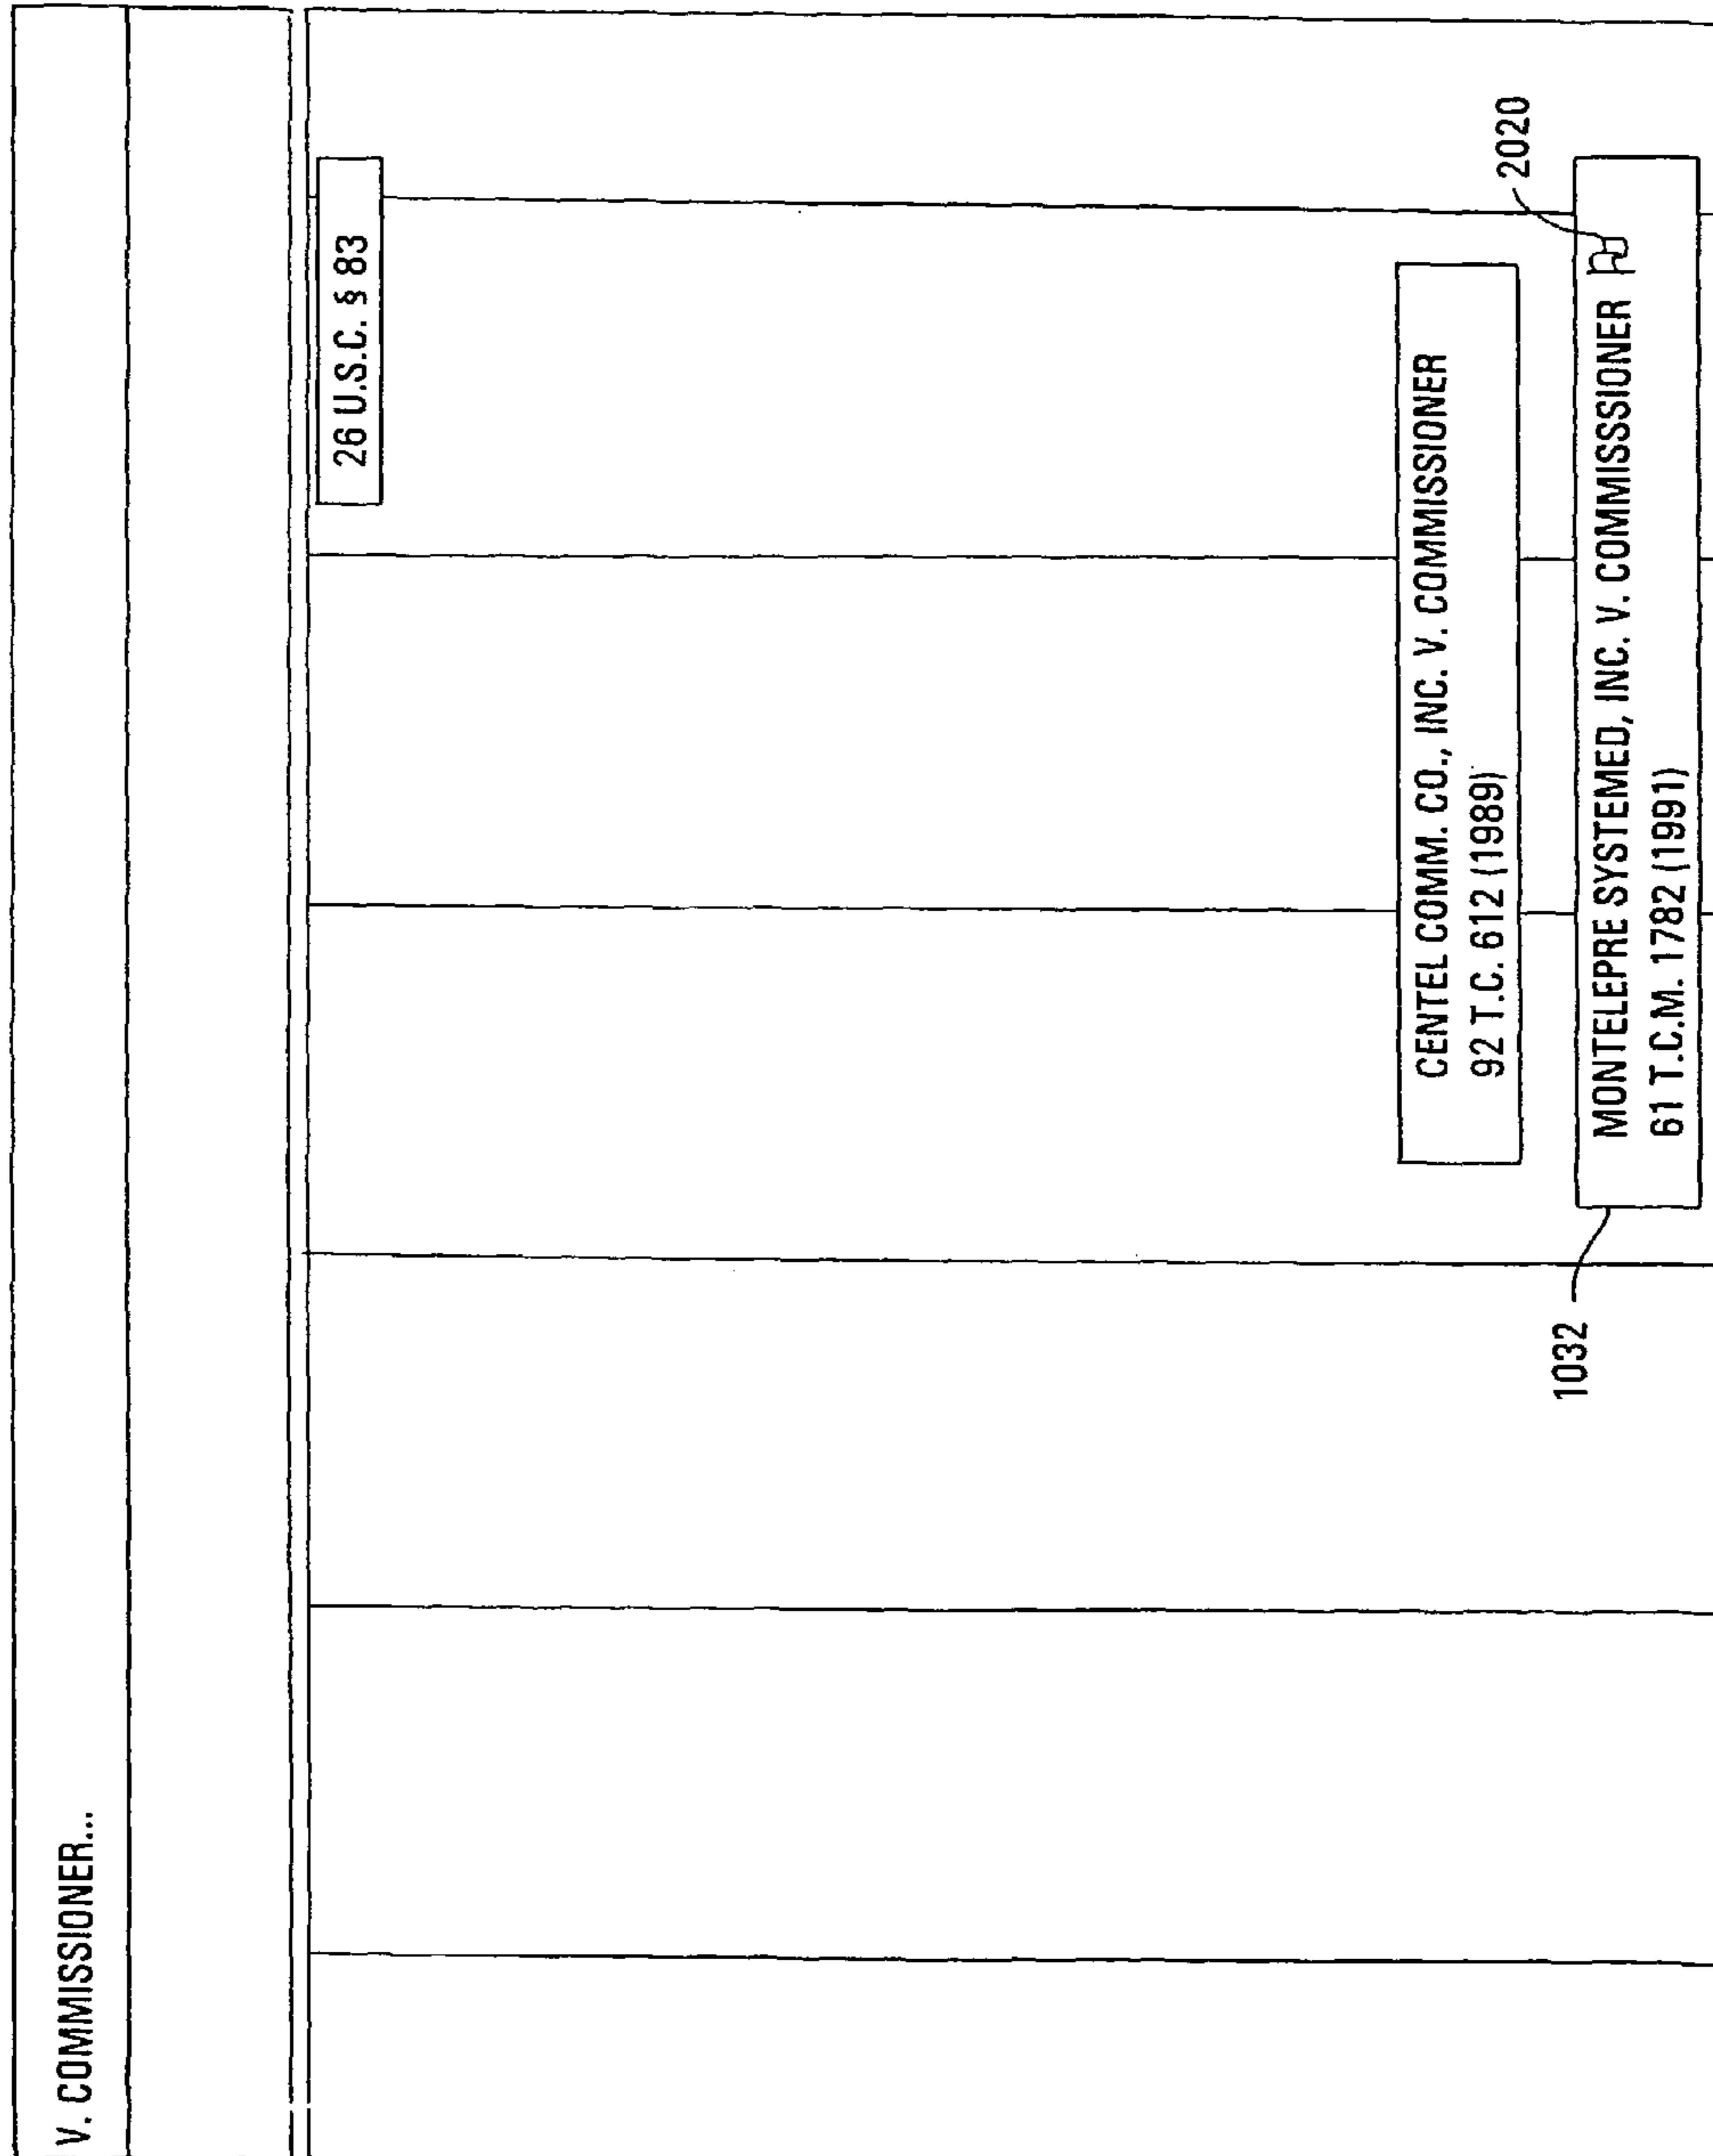 V. COMMISSIONER...
26 U.S.C. § 83
CENTEL COMM. CO., INC. V. COMMISSIONER
92 T.C. 612 (1989)
2020
MONTELEPRE SYSTEMED, INC. V. COMMISSSIONER
61 T.C.M. 1782 (1991)
1032